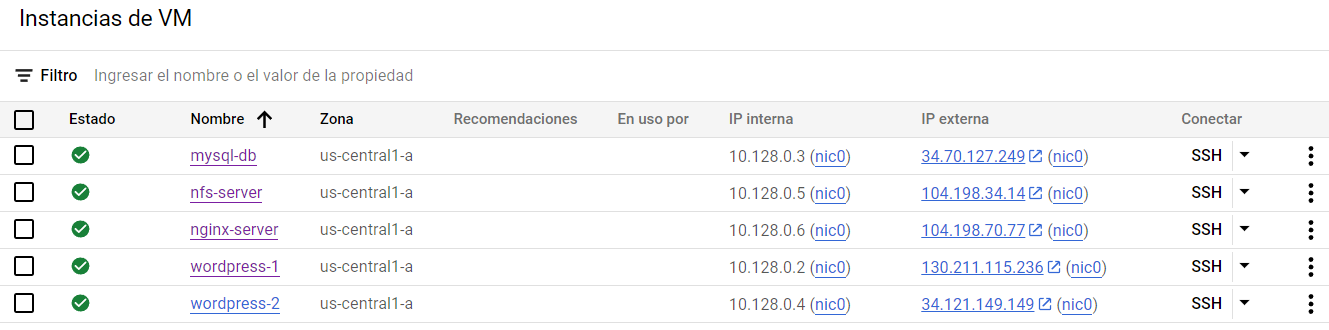 Instancias de VM
Filtro Ingresar el nombre o el valor de la propiedad
Estado Nombre Zona Recomendaciones En uso por IP interna IP externa Conectar
mysql-db us-central1-a 10.128.0.3 (nic0) 34.70.127.249 (nic0) SSH
nfs-server us-central1-a 10.128.0.5 (nic0) 104.198.34.14 (nic0) SSH
nginx-server us-central1-a 10.128.0.6 (nic0) 104.198.70.77 (nic0) SSH
wordpress-1 us-central1-a 10.128.0.2 (nic0) 130.211.115.236 (nic0) SSH
wordpress-2 us-central1-a 10.128.0.4 (nic0) 34.121.149.149 (nic0) SSH